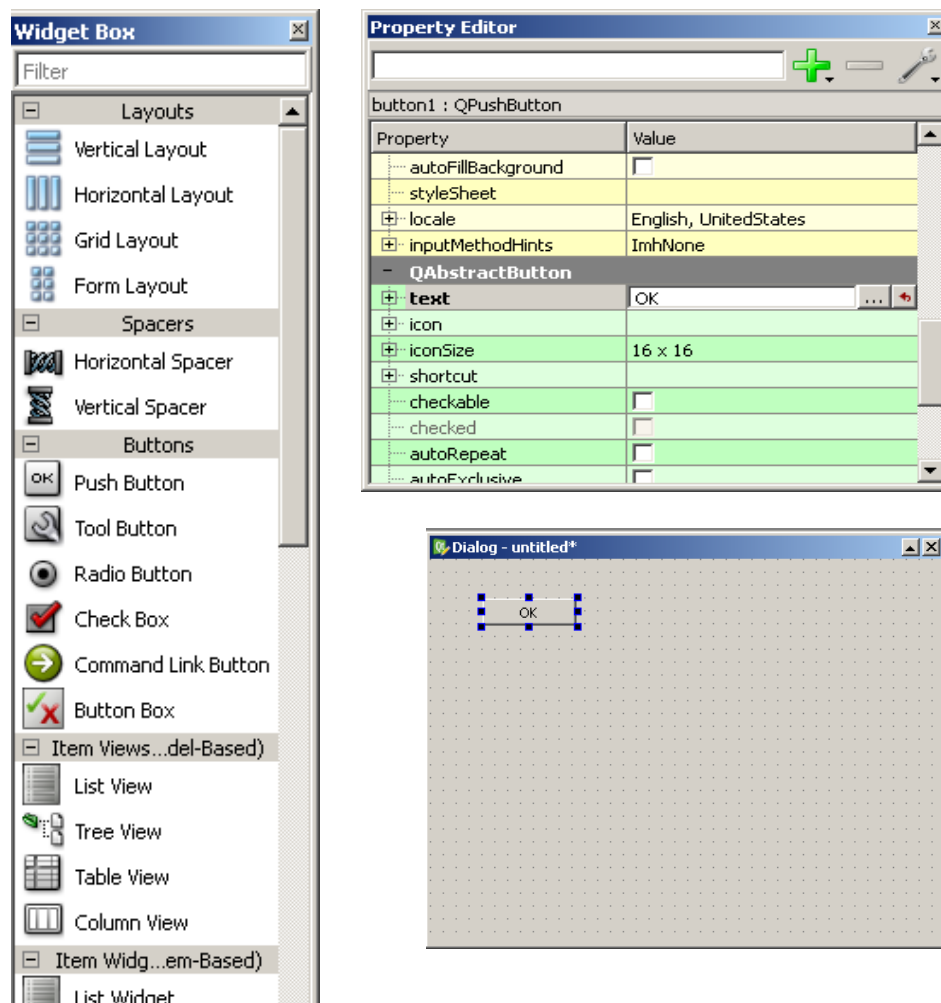 Widget Box
Filter
Layouts
Vertical Layout
Horizontal Layout
Grid Layout
Form Layout
Spacers
Horizontal Spacer
Vertical Spacer
Buttons
OK Push Button
Tool Button
Radio Button
Check Box
Command Link Button
Button Box
Item Views...del-Based)
List View
Tree View
Table View
Column View
Item Widg...em-Based)
List Widget
Property Editor
button1 : QPushButton
Property Value
autoFillBackground
styleSheet
locale English, UnitedStates
inputMethodHints ImhNone
QAbstractButton
text OK ...
icon
iconSize 16 x 16
shortcut
checkable
checked
autoRepeat
autoExclusive
Dialog - untitled*
OK